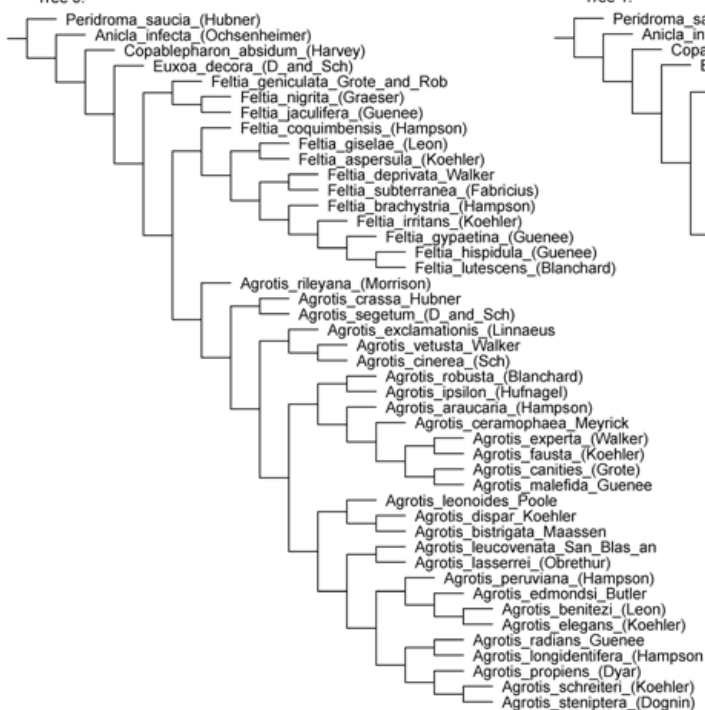 Peridroma_saucia_(Hubner)
Anicla_infecta_(Ochsenheimer)
Copablepharon_absidum_(Harvey)
Euxoa_decora_(D_and_Sch)
Feltia_geniculata_Grote_and_Rob
Feltia_nigrita_(Graeser)
Feltia_jaculifera_(Guenee)
Feltia_coquimbensis_(Hampson)
Feltia_giselae_(Leon)
Feltia_aspersula_(Koehler)
Feltia_deprivata_Walker
Feltia_subterranea_(Fabricius)
Feltia_brachystria_(Hampson)
Feltia_irritans_(Koehler)
Feltia_gypaetina_(Guenee)
Feltia_hispidula_(Guenee)
Feltia_lutescens_(Blanchard)
Agrotis_rileyana_(Morrison)
Agrotis_crassa_Hubner
Agrotis_segetum_(D_and_Sch)
Agrotis_exclamationis_(Linnaeus
Agrotis_vetusta_Walker
Agrotis_cinerea_(Sch)
Agrotis_robusta_(Blanchard)
Agrotis_ipsilon_(Hufnagel)
Agrotis_araucaria_(Hampson)
Agrotis_ceramophaea_Meyrick
Agrotis_experta_(Walker)
Agrotis_fausta_(Koehler)
Agrotis_canities_(Grote)
Agrotis_malefida_Guenee
Agrotis_leonoides_Poole
Agrotis_dispar_Koehler
Agrotis_bistrigata_Maassen
Agrotis_leucovenata_San_Blas_an
Agrotis_lasserrei_(Obrethur)
Agrotis_peruviana_(Hampson)
Agrotis_edmondsi_Butler
Agrotis_benitezi_(Leon)
Agrotis_elegans_(Koehler)
Agrotis_radians_Guenee
Agrotis_longidentifera_(Hampson
Agrotis_propiens_(Dyar)
Agrotis_schreiteri_(Koehler)
Agrotis_steniptera_(Dognin)
Peridroma_sa
Anicla_in
Copa
E